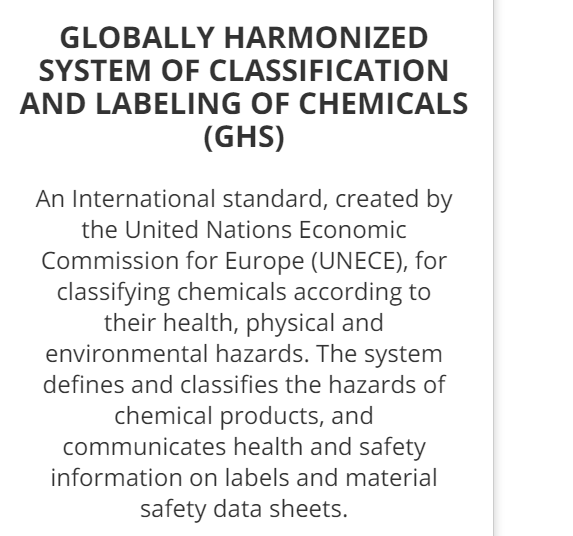 GLOBALLY HARMONIZED
SYSTEM OF CLASSIFICATION
AND LABELING OF CHEMICALS
(GHS)
An International standard, created by
the United Nations Economic
Commission for Europe (UNECE), for
classifying chemicals according to
their health, physical and
environmental hazards. The system
defines and classifies the hazards of
chemical products, and
communicates health and safety
information on labels and material
safety data sheets.